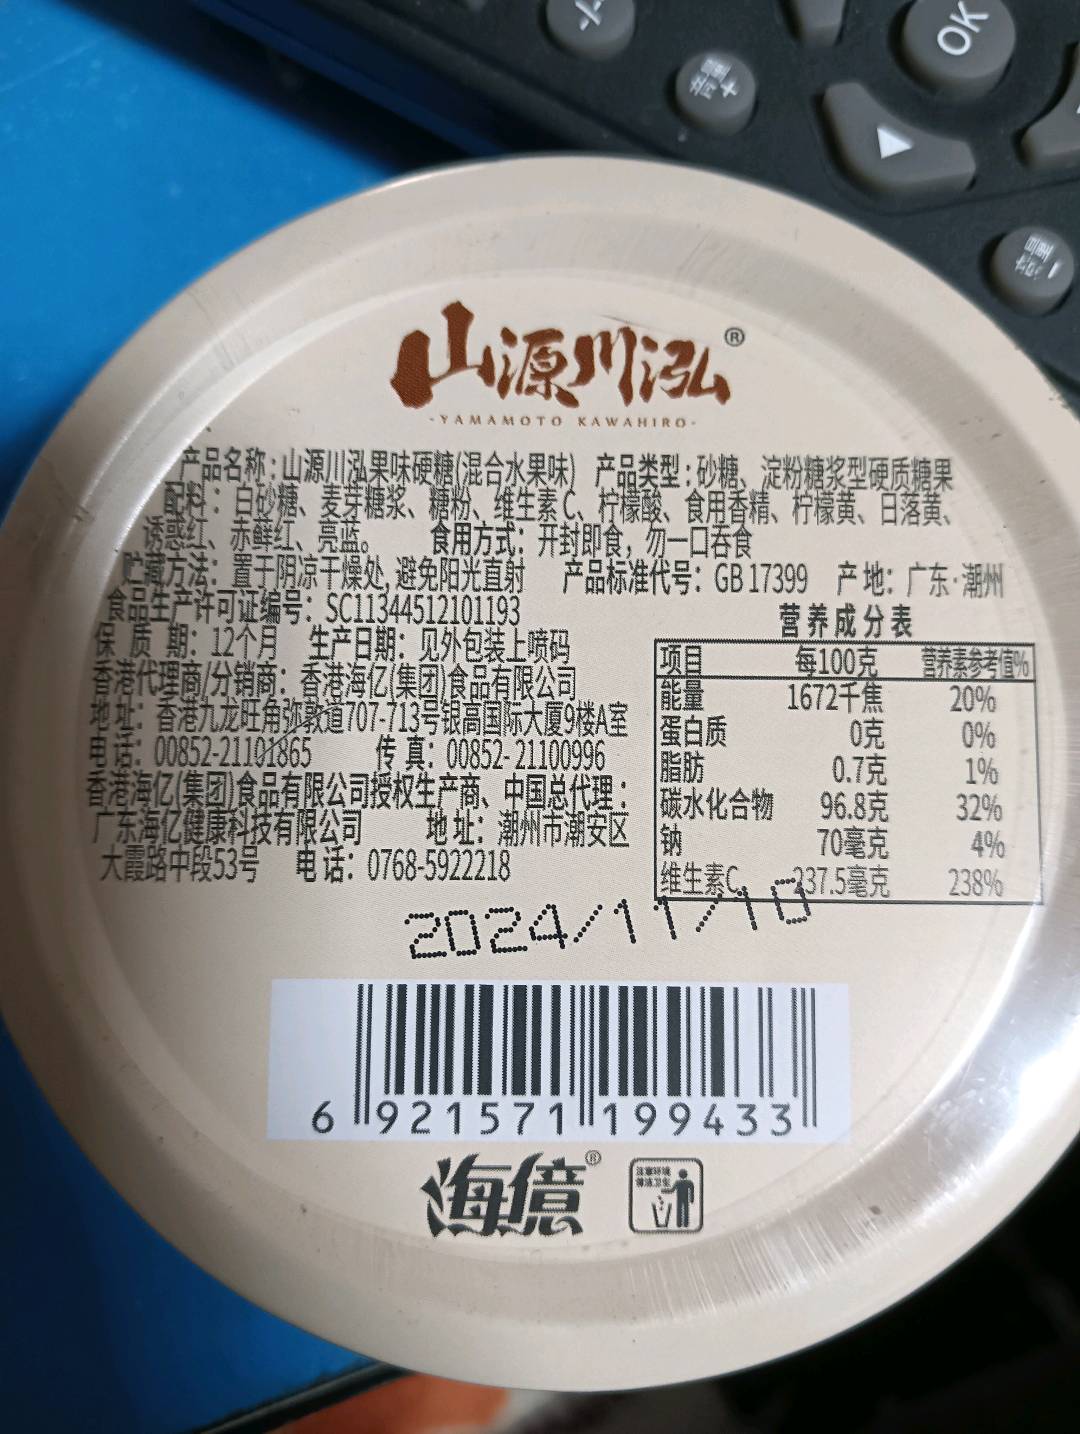 OK
山源川泓®
-YAMAMOTO KAWAHIRO-
产品名称:山源川泓果味硬糖(混合水果味) 产品类型:砂糖、淀粉糖浆型硬质糖果
配料:白砂糖、麦芽糖浆、糖粉、维生素C、柠檬酸、食用香精、柠檬黄、日落黄、
诱惑红、赤藓红、亮蓝。 食用方式:开封即食,勿一口吞食
贮藏方法:置于阴凉干燥处,避免阳光直射 产品标准代号:GB 17399 产地:广东·潮州
食品生产许可证编号:SC11344512101193
保质期:12个月 生产日期:见外包装上喷码
香港代理商/分销商:香港海亿(集团)食品有限公司
地址:香港九龙旺角弥敦道707-713号银高国际大厦9楼A室
电话:00852-21101865 传真:00852-21100996
香港海亿(集团)食品有限公司授权生产商、中国总代理:
广东海亿健康科技有限公司 地址:潮州市潮安区
大霞路中段53号 电话:0768-5922218
营养成分表
项目 每100克 营养素参考值%
能量 1672千焦 20%
蛋白质 0克 0%
脂肪 0.7克 1%
碳水化合物 96.8克 32%
钠 70毫克 4%
维生素C 237.5毫克 238%
2024/11/10
6 921571 199433
海億®